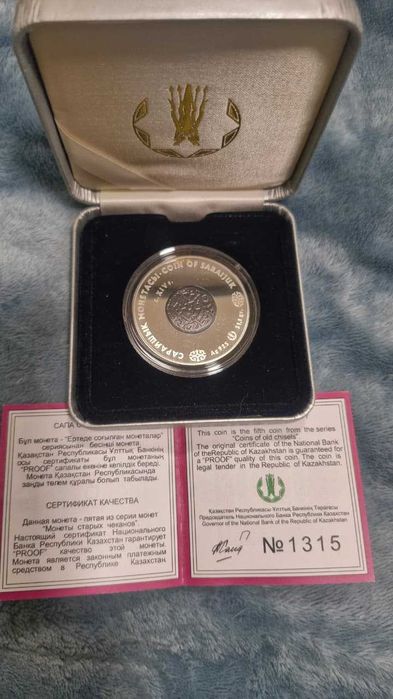 САРАЙШЫҚ МОНЕТАСЫ·COIN OF SARAIJUK
c. XIV ғ.
Ag 925
САПА
Бұл монета - "Ертеде соғылған монеталар"
сериясынан бесінші монета.
Қазақстан Республикасы Ұлттық Банкінің
осы сертификаты бұл монетаның
"PROOF" сапалы екеніне кепілдік береді.
Монета Қазақстан Республикасында
заңды төлем құралы болып табылады.
СЕРТИФИКАТ КАЧЕСТВА
Данная монета - пятая из серии монет
"Монеты старых чеканов".
Настоящий сертификат Национального
Банка Республики Казахстан гарантирует
"PROOF" качество этой монеты.
Монета является законным платежным
средством в Республике Казахстан.
This coin is the fifth coin from the series
"Coins of old chisels"
The original certificate of the National Bank
of theRepublic of Kazakhstan is guaranteed for
a "PROOF" quality of this coin. The coin is
legal tender in the Republic of Kazakhstan.
Қазақстан Республикасы Ұлттық Банкінің Төрағасы
Председатель Национального Банка Республики Казахстан
Governor of the National Bank of the Republic of Kazakhstan
№1315